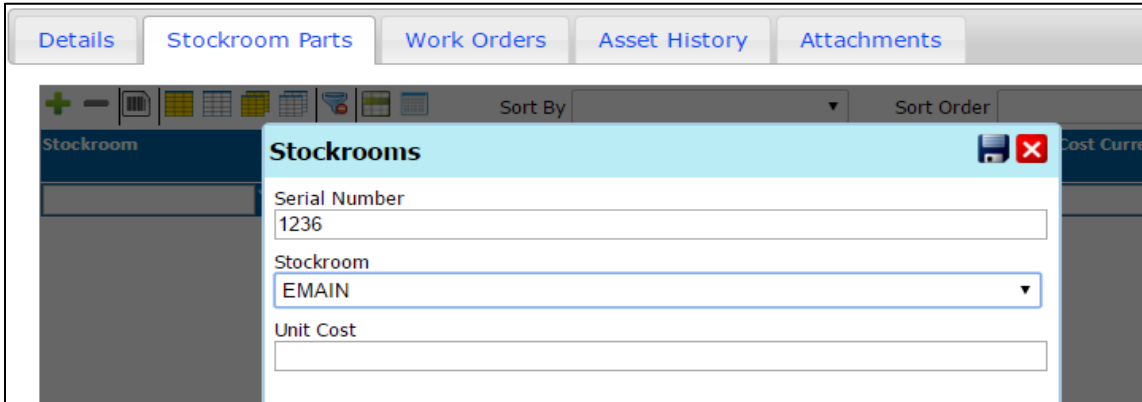 Details Stockroom Parts Work Orders Asset History Attachments
Sort By Sort Order
Stockroom Cost Curre
Stockrooms
Serial Number
1236
Stockroom
EMAIN
Unit Cost